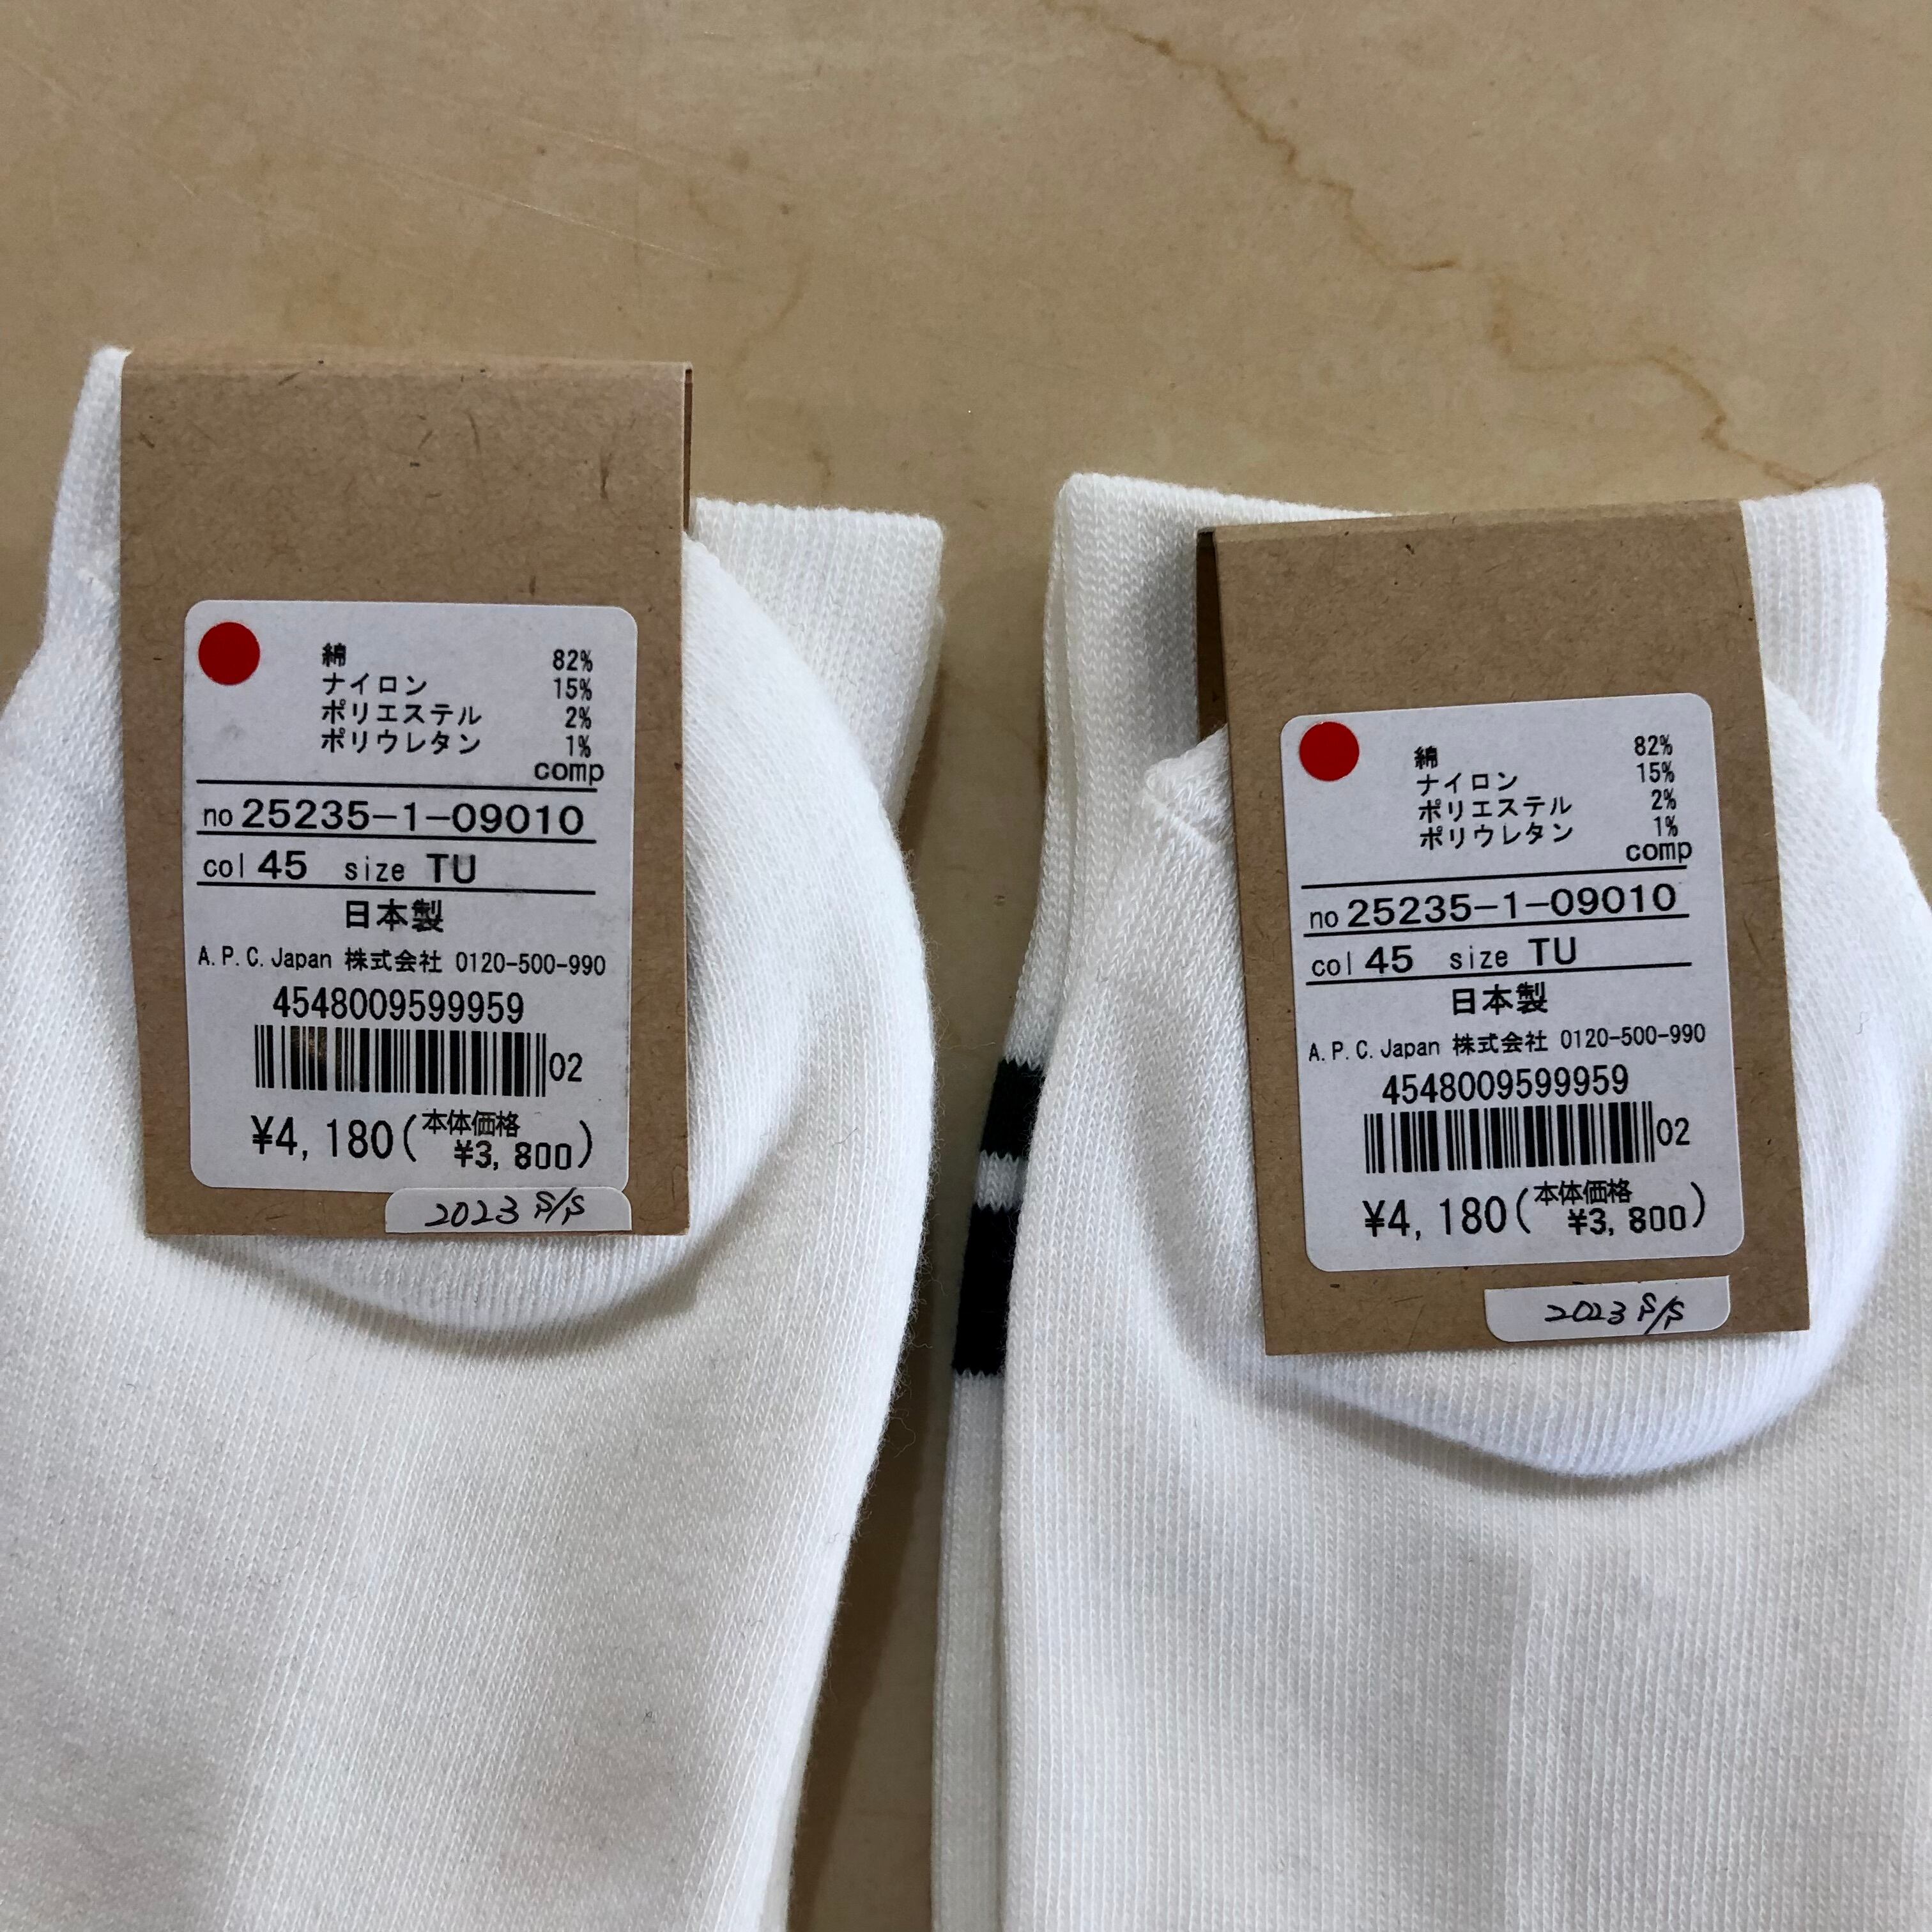 綿 82%
ナイロン 15%
ポリエステル 2%
ポリウレタン 1%
comp
no 25235-1-09010
col 45 size TU
日本製
A.P.C.Japan 株式会社 0120-500-990
4548009599959
02
¥4,180(本体価格
¥3,800)
2023 S/S
綿 82%
ナイロン 15%
ポリエステル 2%
ポリウレタン 1%
comp
no 25235-1-09010
col 45 size TU
日本製
A.P.C.Japan 株式会社 0120-500-990
4548009599959
02
¥4,180(本体価格
¥3,800)
2023 S/S